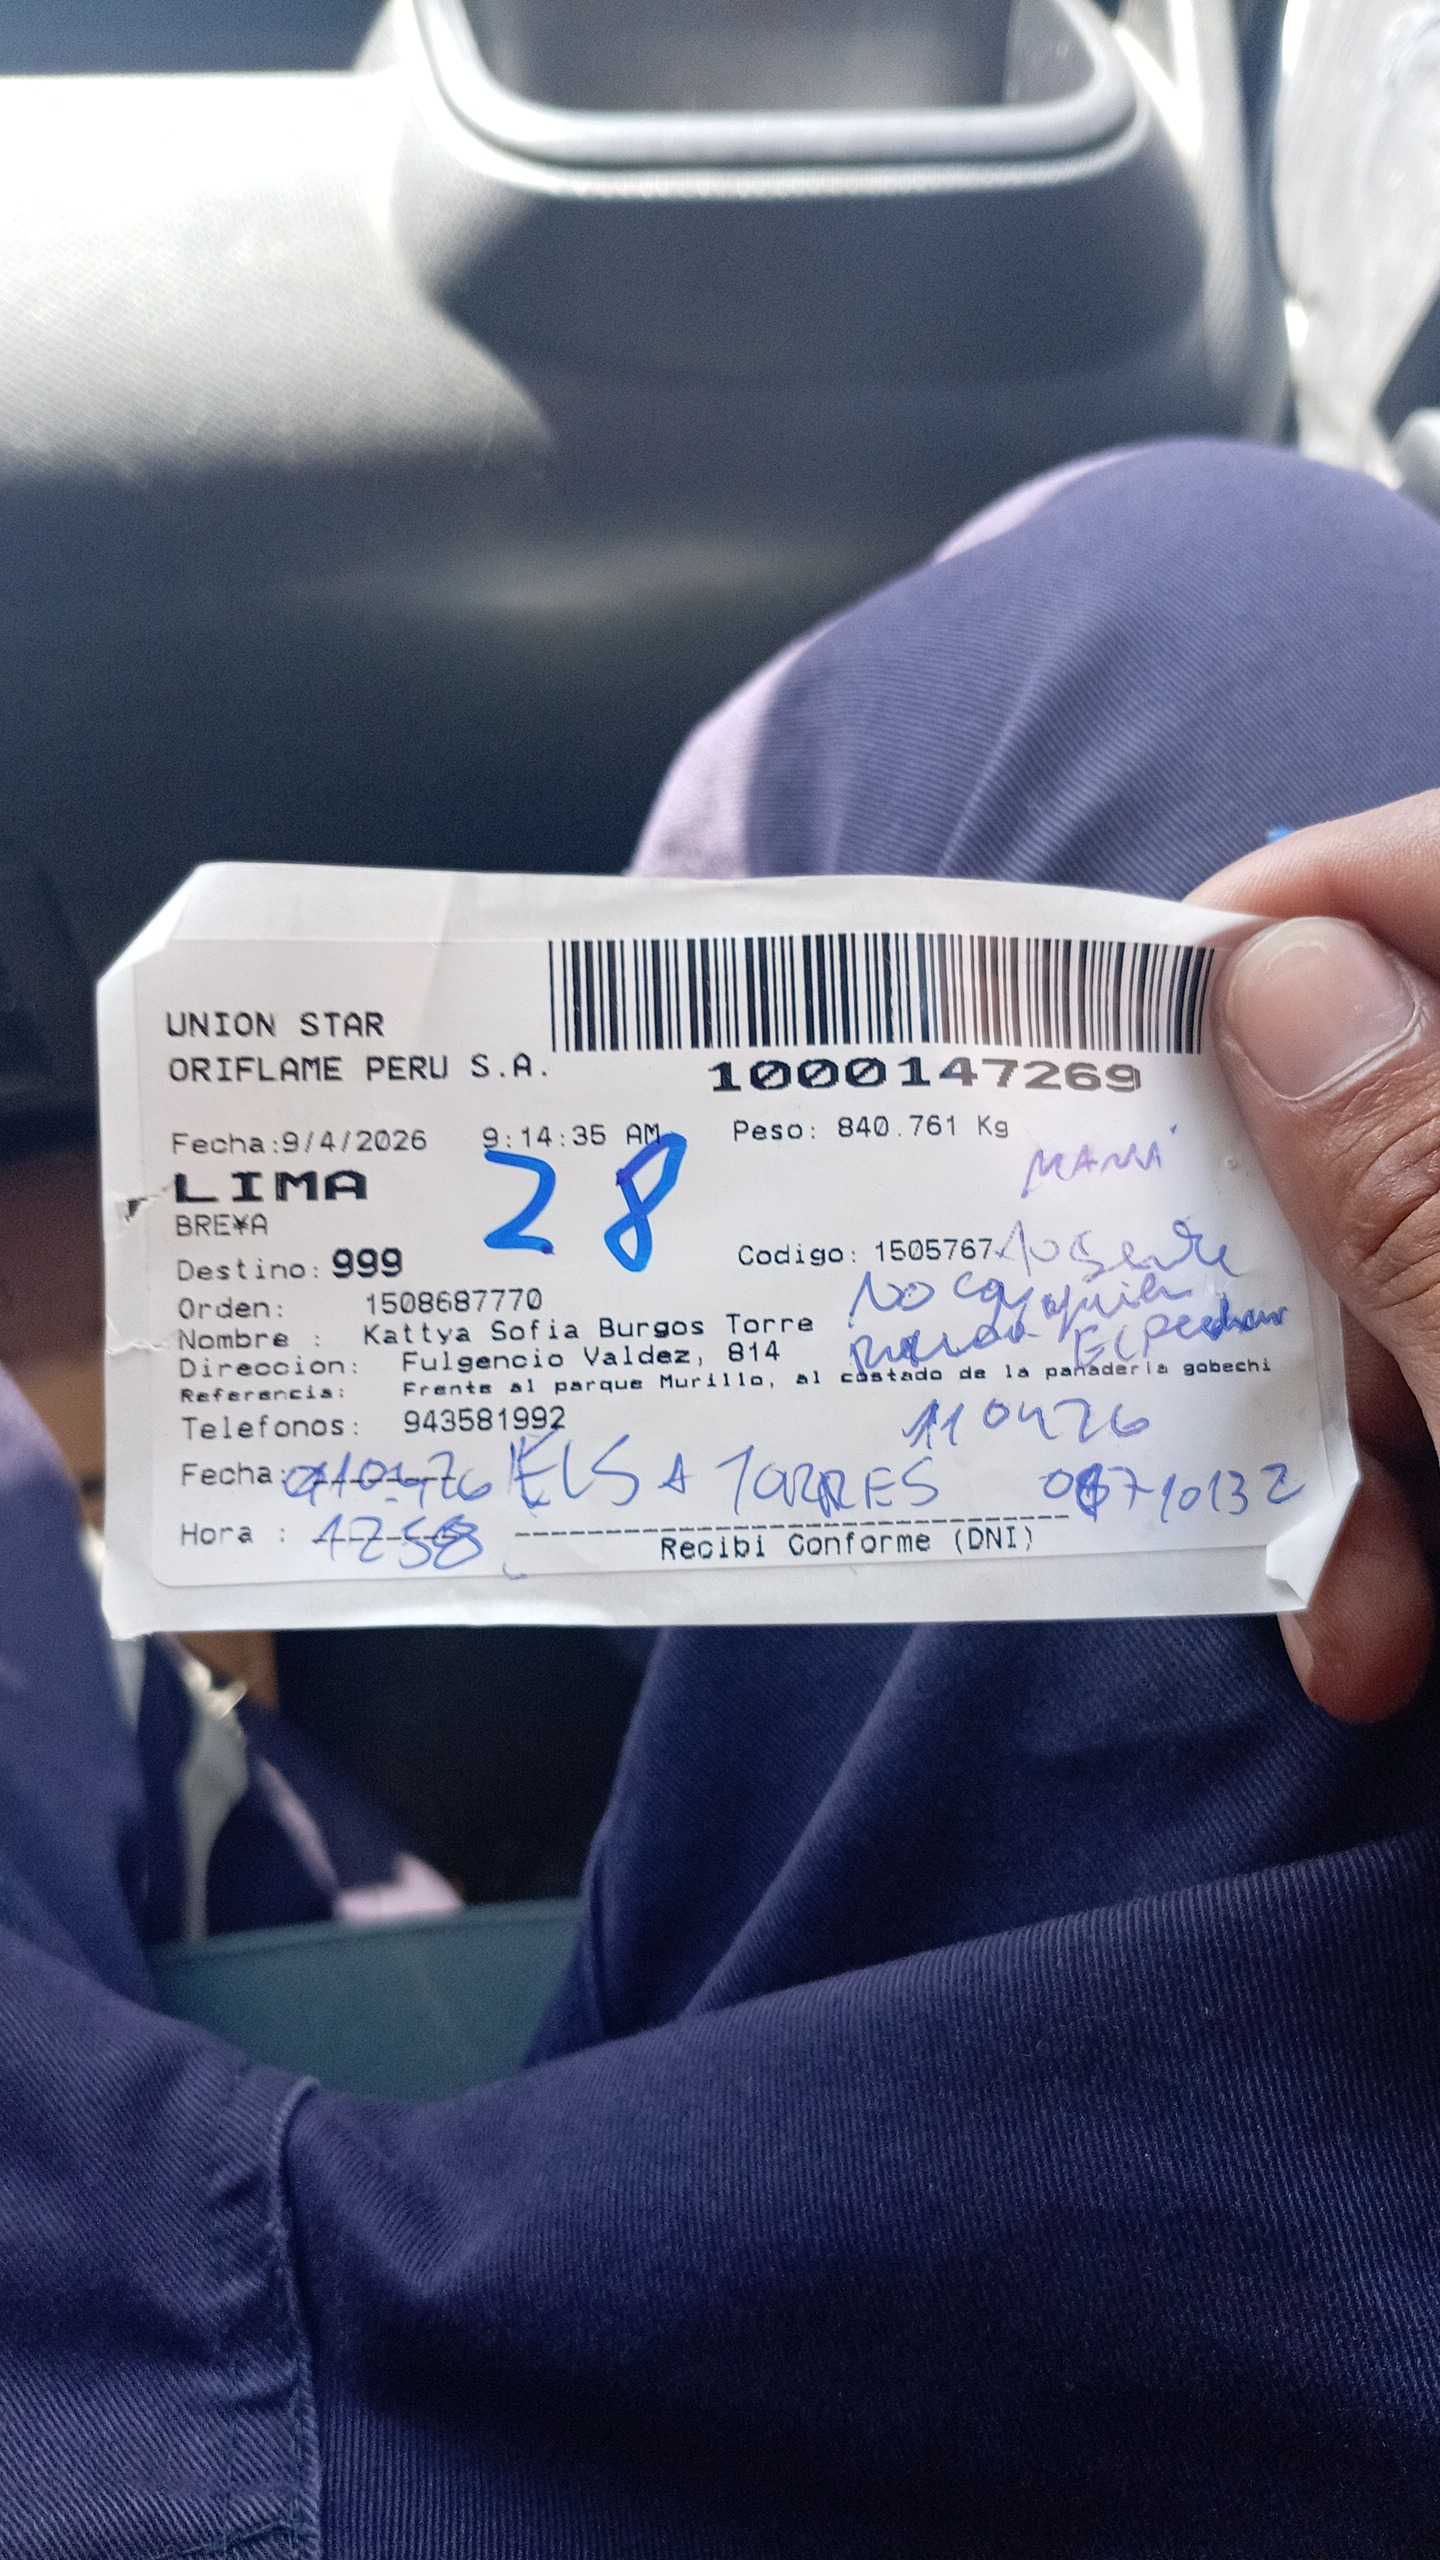 UNION STAR
ORIFLAME PERU S.A.
1000147269
Fecha:9/4/2026 9:14:35 AM Peso: 840.761 Kg
MAMÁ
LIMA
28
BRE¥A
Destino: 999 Codigo: 1505767
Ausente
Orden: 1508687770
No
Nombre : Kattya Sofia Burgos Torre
Direccion: Fulgencio Valdez, 814
Referencia: Frente al parque Murillo, al costado de la panaderia gobechi
Telefonos: 943581992
110426
Fecha: ELSA TORRES
Hora : 1258
Recibi Conforme (DNI)